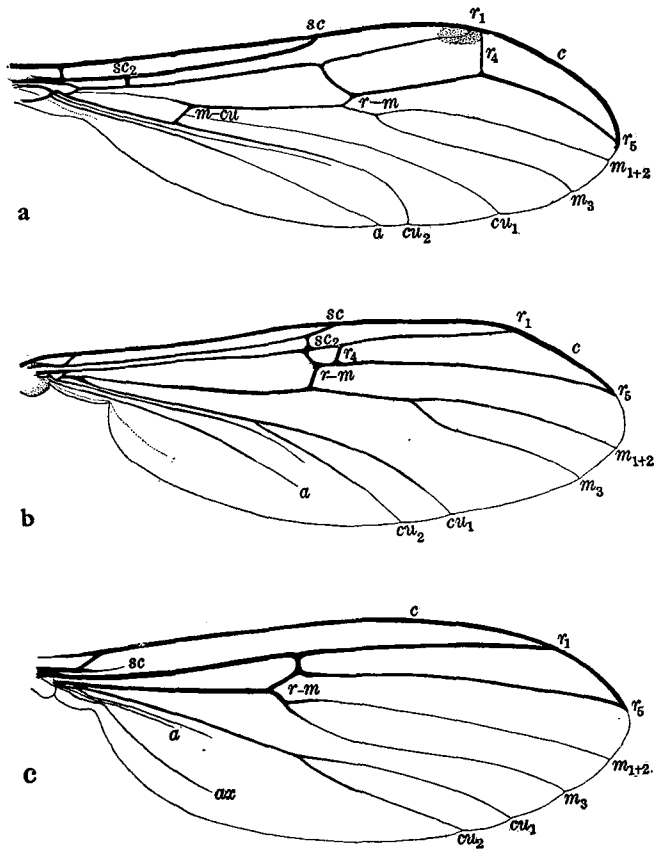 sc r₁
sc₂ r₄ c
r–m
m-cu r₅
m₁₊₂
m₃
a a cu₂ cu₁
sc r₁
sc₂ r₄ c
r–m r₅
m₁₊₂
a m₃
b cu₂ cu₁
c
sc r₁
r–m r₅
a m₁₊₂.
c ax m₃
cu₂ cu₁